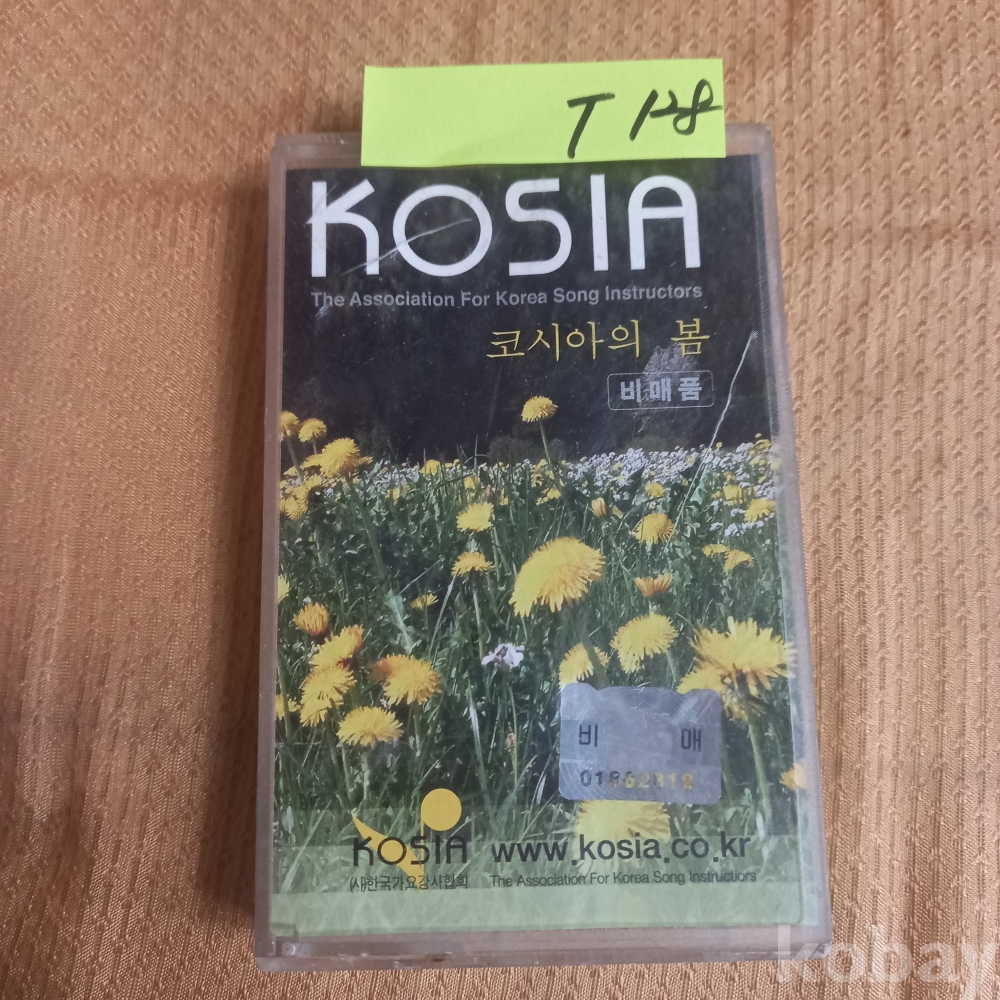 T 128
KOSIA
The Association For Korea Song Instructors
코시아의 봄
비매품
비 매
KOSIA
(사)한국가요강사협회
www.kosia.co.kr
The Association For Korea Song Instructiors
kobay